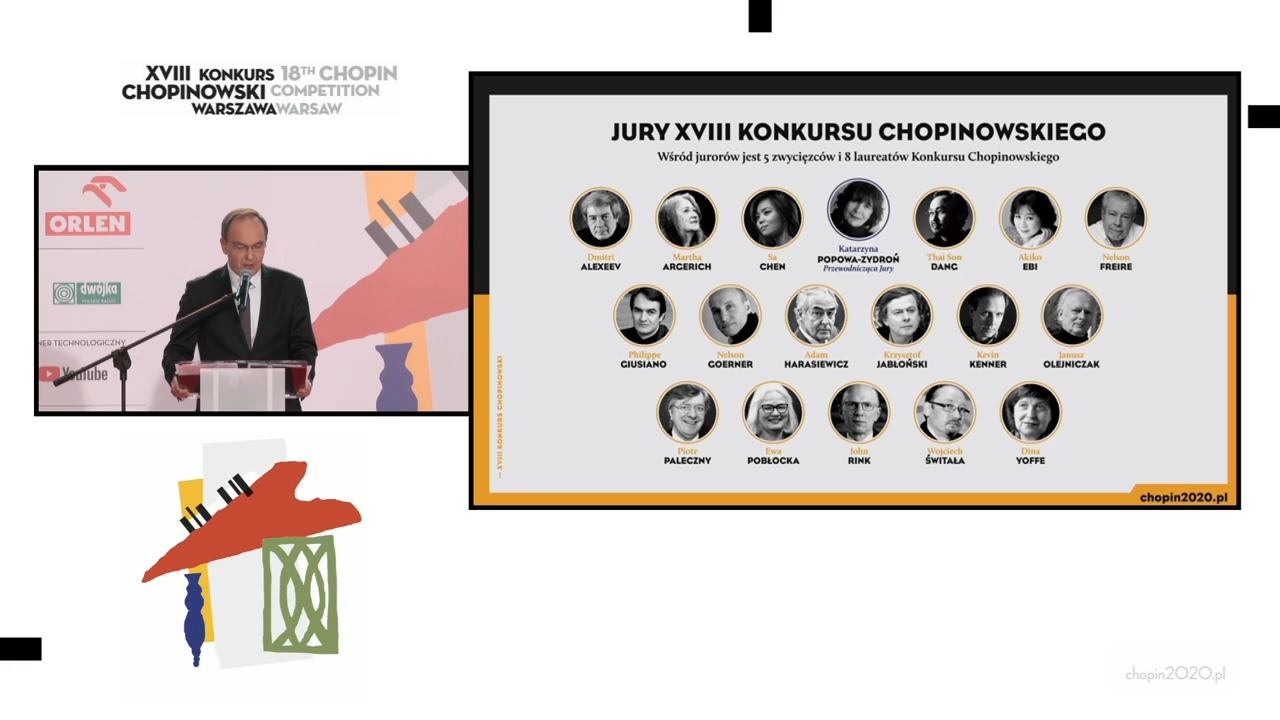 XVIII KONKURS 18TH CHOPIN
CHOPINOWSKI COMPETITION
WARSZAWA WARSAW
ORLEN
dwójka
POLSKIE RADIO
NER TECHNOLOGICZNY
YouTube
JURY XVIII KONKURSU CHOPINOWSKIEGO
Wśród jurorów jest 5 zwycięzców i 8 laureatów Konkursu Chopinowskiego
Dmitri
ALEXEEV
Martha
ARGERICH
Sa
CHEN
Katarzyna
POPOWA-ZYDROŃ
Przewodnicząca Jury
Thai Son
DANG
Akiko
EBI
Nelson
FREIRE
Philippe
GIUSIANO
Nelson
GOERNER
Adam
HARASIEWICZ
Krzysztof
JABŁOŃSKI
Kevin
KENNER
Janusz
OLEJNICZAK
Piotr
PALECZNY
Ewa
POBŁOCKA
John
RINK
Wojciech
ŚWITAŁA
Dina
YOFFE
— XVIII KONKURS CHOPINOWSKI
chopin2020.pl
chopin2020.pl